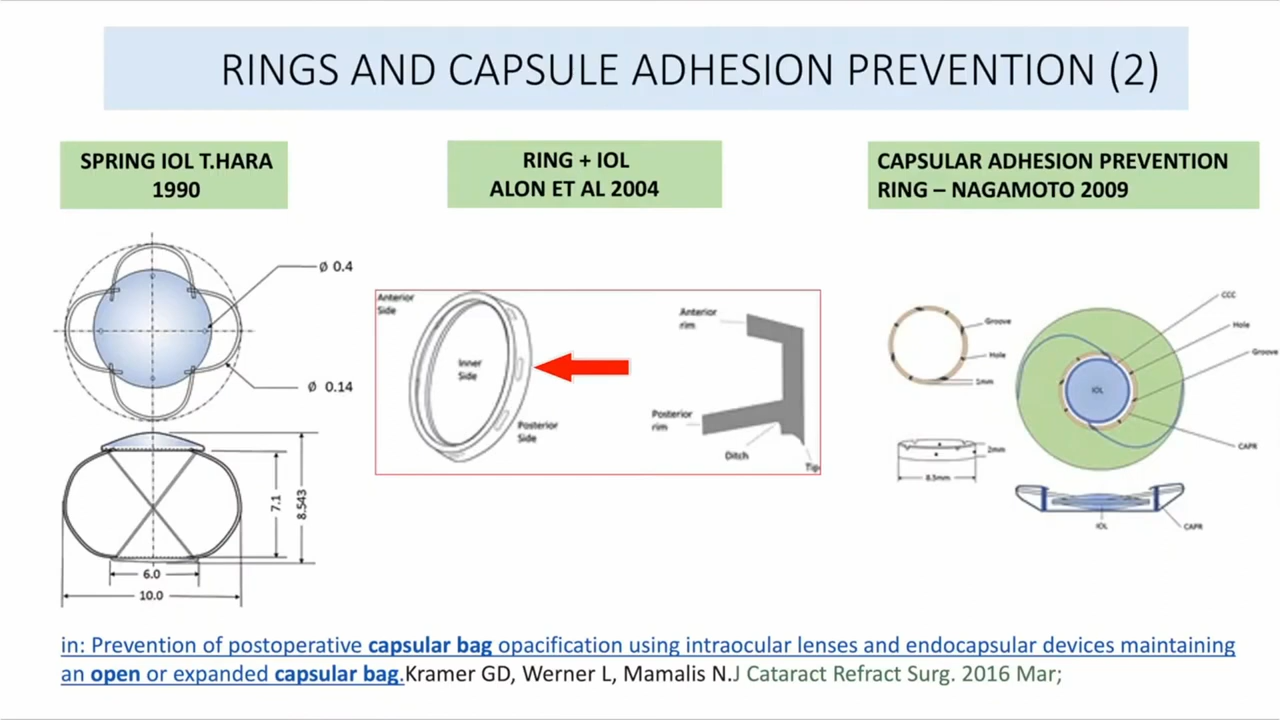 RINGS AND CAPSULE ADHESION PREVENTION (2)
SPRING IOL T.HARA
1990
RING + IOL
ALON ET AL 2004
CAPSULAR ADHESION PREVENTION
RING – NAGAMOTO 2009
Ø 0.4
Ø 0.14
7.1
8.543
6.0
10.0
Anterior
Side
Inner
Side
Posterior
Side
Anterior
rim
Posterior
rim
Ditch
Tip
Groove
Hole
1mm
2mm
8.5mm
CCC
Hole
Groove
IOL
CAPR
IOL
CAPR
in: Prevention of postoperative capsular bag opacification using intraocular lenses and endocapsular devices maintaining
an open or expanded capsular bag.Kramer GD, Werner L, Mamalis N.J Cataract Refract Surg. 2016 Mar;